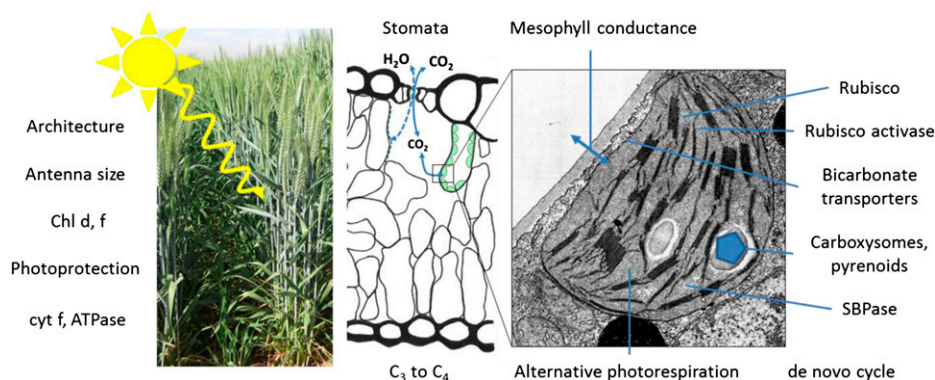 Stomata
Mesophyll conductance
H₂O
CO₂
Rubisco
Architecture
Rubisco activase
CO₂
Antenna size
Bicarbonate
transporters
Chl d, f
Carboxysomes,
pyrenoids
Photoprotection
SBPase
cyt f, ATPase
C₃ to C₄
Alternative photorespiration
de novo cycle